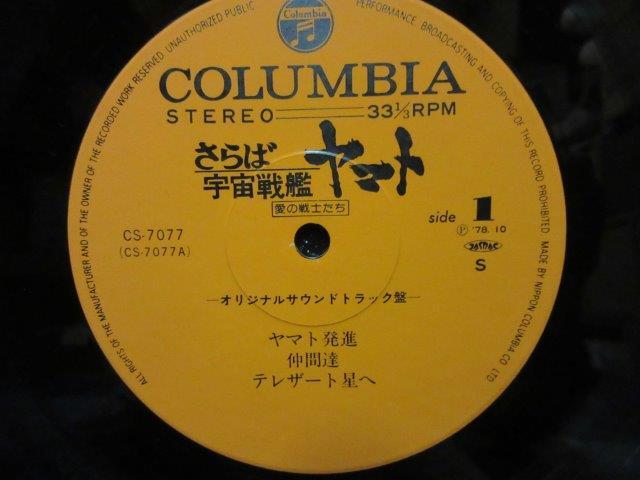 ALL RIGHTS OF THE MANUFACTURER AND OF THE OWNER OF THE RECORDED WORK RESERVED. UNAUTHORIZED PUBLIC PERFORMANCE, BROADCASTING AND COPYING OF THIS RECORD PROHIBITED. MADE BY NIPPON COLUMBIA CO LTD
Columbia
COLUMBIA
STEREO 33⅓RPM
さらば
宇宙戦艦
ヤマト
愛の戦士たち
CS-7077
(CS-7077A)
side 1
Ⓟ '78. 10
JASRAC
S
—オリジナルサウンドトラック盤—
ヤマト発進
仲間達
テレザート星へ